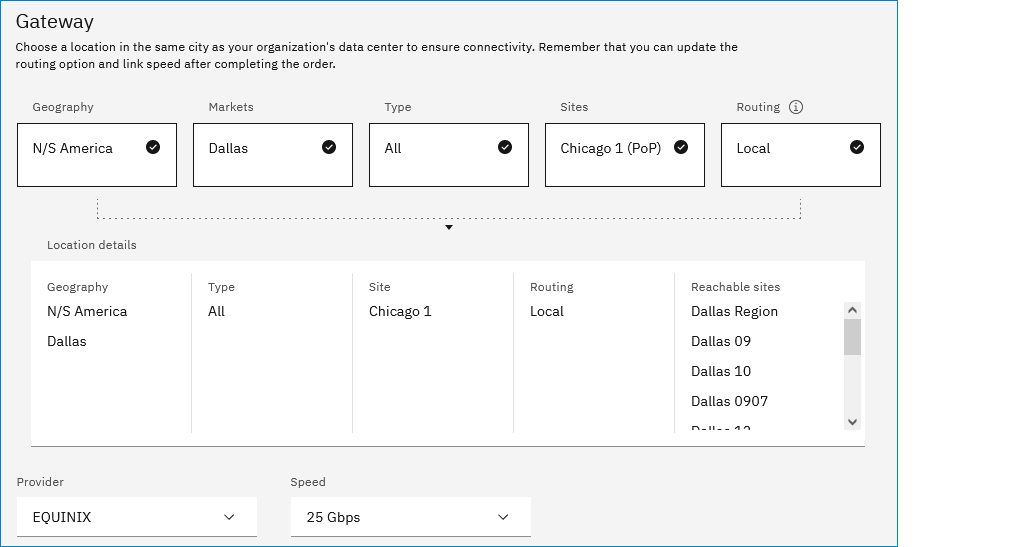 Gateway
Choose a location in the same city as your organization's data center to ensure connectivity. Remember that you can update the
routing option and link speed after completing the order.
Geography Markets Type Sites Routing
N/S America Dallas All Chicago 1 (PoP) Local
Location details
Geography Type Site Routing Reachable sites
N/S America All Chicago 1 Local Dallas Region
Dallas Dallas 09
Dallas 10
Dallas 0907
Provider Speed
EQUINIX 25 Gbps